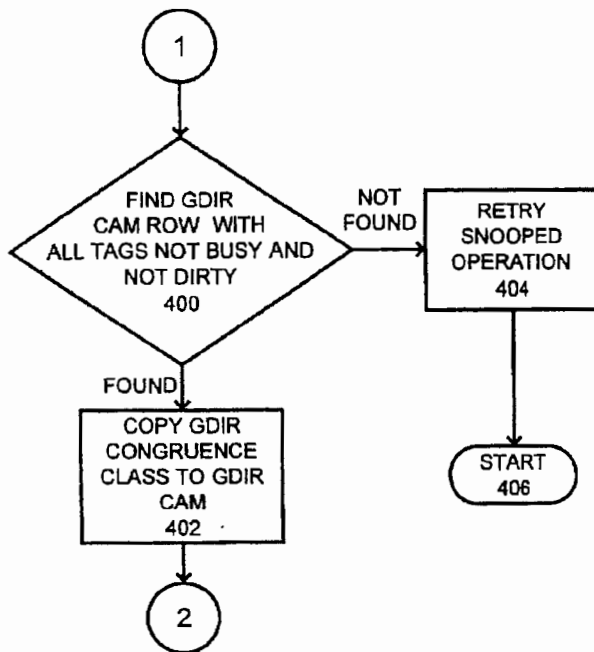 1
FIND GDIR
CAM ROW WITH
ALL TAGS NOT BUSY AND
NOT DIRTY
400
NOT
FOUND
RETRY
SNOOPED
OPERATION
404
FOUND
COPY GDIR
CONGRUENCE
CLASS TO GDIR
CAM
402
START
406
2